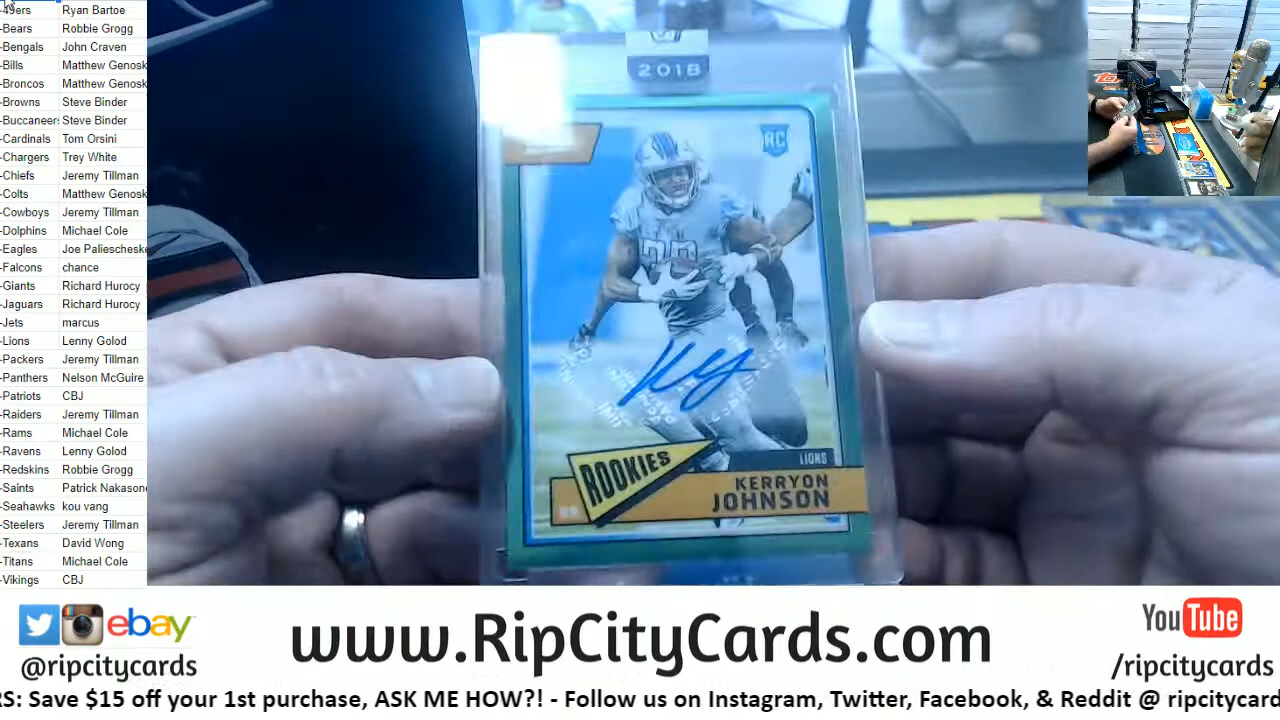 -49ers Ryan Bartoe
-Bears Robbie Grogg
-Bengals John Craven
-Bills Matthew Genosk
-Broncos Matthew Genosk
-Browns Steve Binder
-Buccaneers Steve Binder
-Cardinals Tom Orsini
-Chargers Trey White
-Chiefs Jeremy Tillman
-Colts Matthew Genosk
-Cowboys Jeremy Tillman
-Dolphins Michael Cole
-Eagles Joe Paliescheske
-Falcons chance
-Giants Richard Hurocy
-Jaguars Richard Hurocy
-Jets marcus
-Lions Lenny Golod
-Packers Jeremy Tillman
-Panthers Nelson McGuire
-Patriots CBJ
-Raiders Jeremy Tillman
-Rams Michael Cole
-Ravens Lenny Golod
-Redskins Robbie Grogg
-Saints Patrick Nakason
-Seahawks kou vang
-Steelers Jeremy Tillman
-Texans David Wong
-Titans Michael Cole
-Vikings CBJ
2018
RC
ROOKIES
LIONS
KERRYON
JOHNSON
ebay
@ripcitycards
www.RipCityCards.com
YouTube
/ripcitycards
RS: Save $15 off your 1st purchase, ASK ME HOW?! - Follow us on Instagram, Twitter, Facebook, & Reddit @ ripcitycard